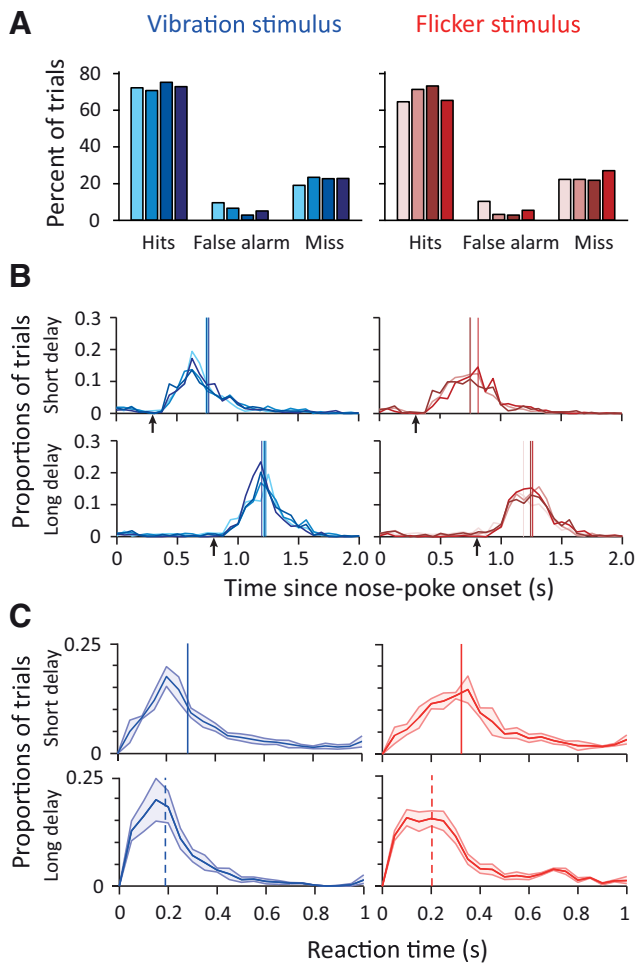 A
Vibration stimulus
Flicker stimulus
Percent of trials
80
60
40
20
0
Hits
False alarm
Miss
Hits
False alarm
Miss
B
Proportions of trials
Short delay
0.3
0.2
0.1
0
Long delay
0.3
0.2
0.1
0
0
0.5
1.0
1.5
2.0
0
0.5
1.0
1.5
2.0
Time since nose-poke onset (s)
C
Proportions of trials
Short delay
0.25
0
Long delay
0.25
0
0
0.2
0.4
0.6
0.8
1
0
0.2
0.4
0.6
0.8
1
Reaction time (s)